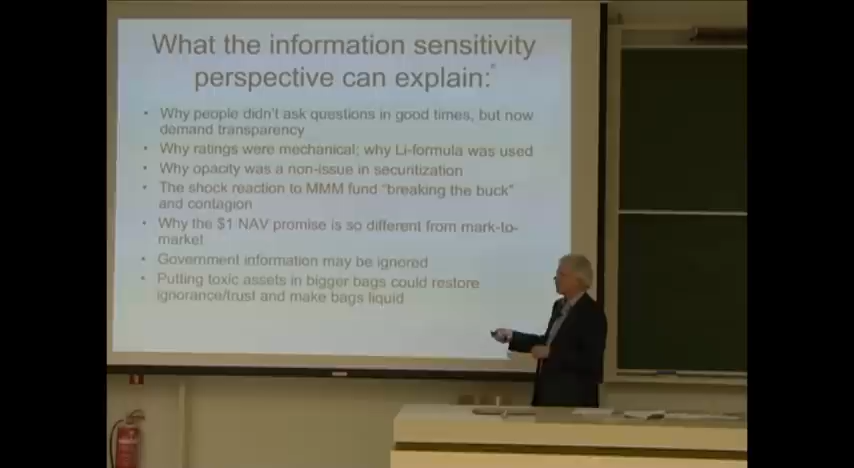 What the information sensitivity
perspective can explain:*
• Why people didn't ask questions in good times, but now
demand transparency
• Why ratings were mechanical; why Li-formula was used
• Why opacity was a non-issue in securitization
• The shock reaction to MMM fund "breaking the buck"
and contagion
• Why the $1 NAV promise is so different from mark-to-
market
• Government information may be ignored
• Putting toxic assets in bigger bags could restore
ignorance/trust and make bags liquid